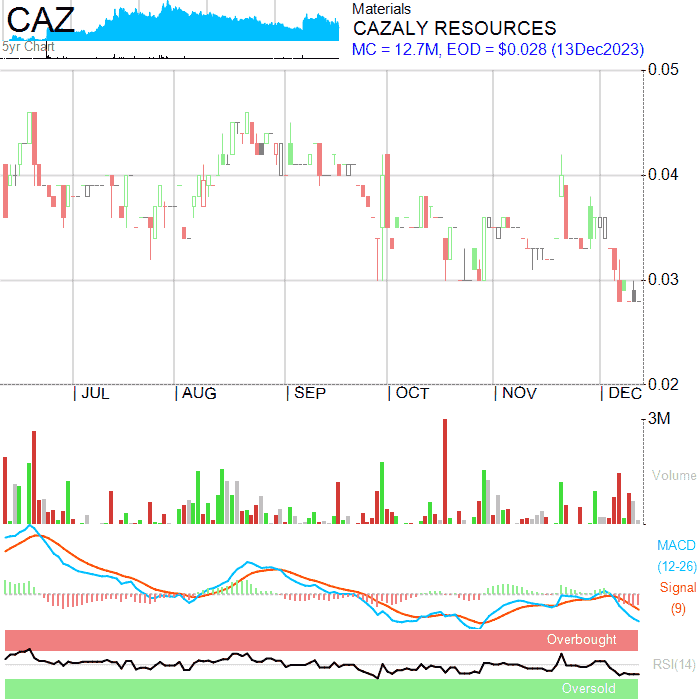 CAZ
5yr Chart
Materials
CAZALY RESOURCES
MC = 12.7M, EOD = $0.028 (13Dec2023)
0.05
0.04
0.03
0.02
JUL
AUG
SEP
OCT
NOV
DEC
3M
Volume
MACD
(12-26)
Signal
(9)
Overbought
RSI(14)
Oversold